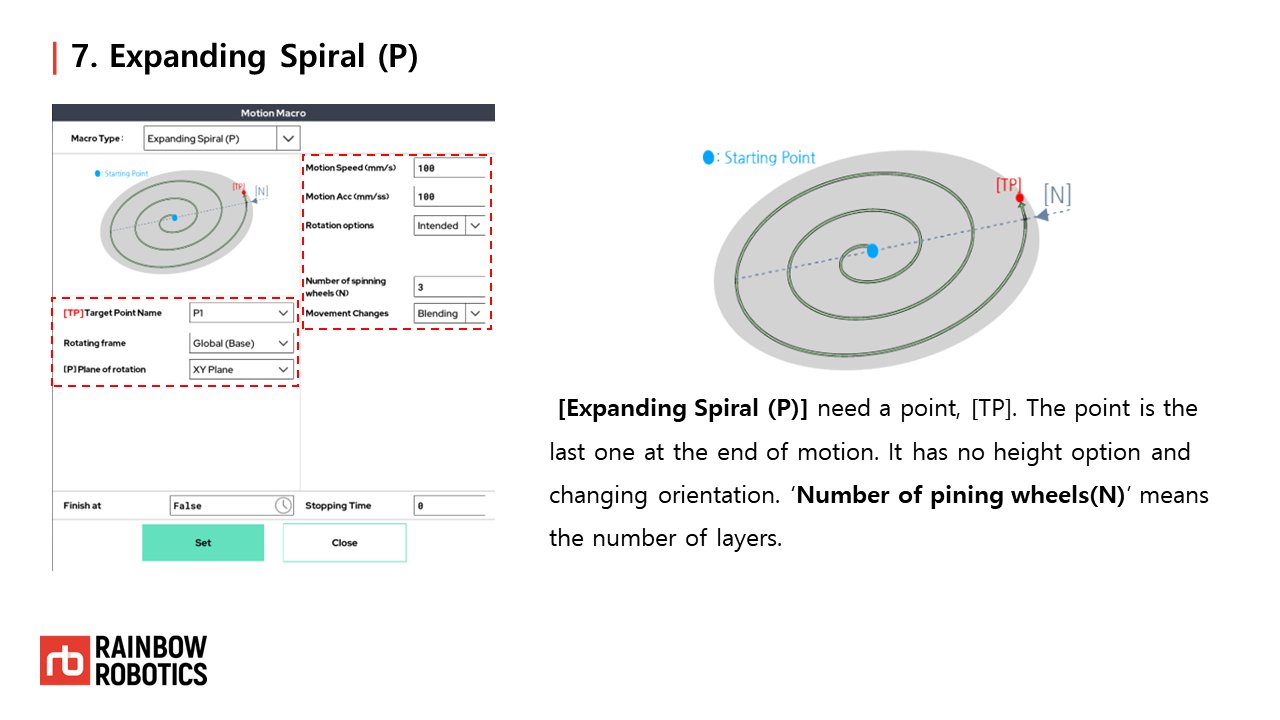 7. Expanding Spiral (P)
Motion Macro
Macro Type :
Expanding Spiral (P)
: Starting Point
[TP]
[N]
[TP]Target Point Name
P1
Rotating frame
Global (Base)
[P] Plane of rotation
XY Plane
Motion Speed (mm/s)
100
Motion Acc (mm/ss)
100
Rotation options
Intended
Number of spinning
wheels (N)
3
Movement Changes
Blending
Finish at
False
Stopping Time
0
Set
Close
: Starting Point
[TP]
[N]
[Expanding Spiral (P)] need a point, [TP]. The point is the
last one at the end of motion. It has no height option and
changing orientation. ‘Number of pining wheels(N)’ means
the number of layers.
rb
RAINBOW
ROBOTICS